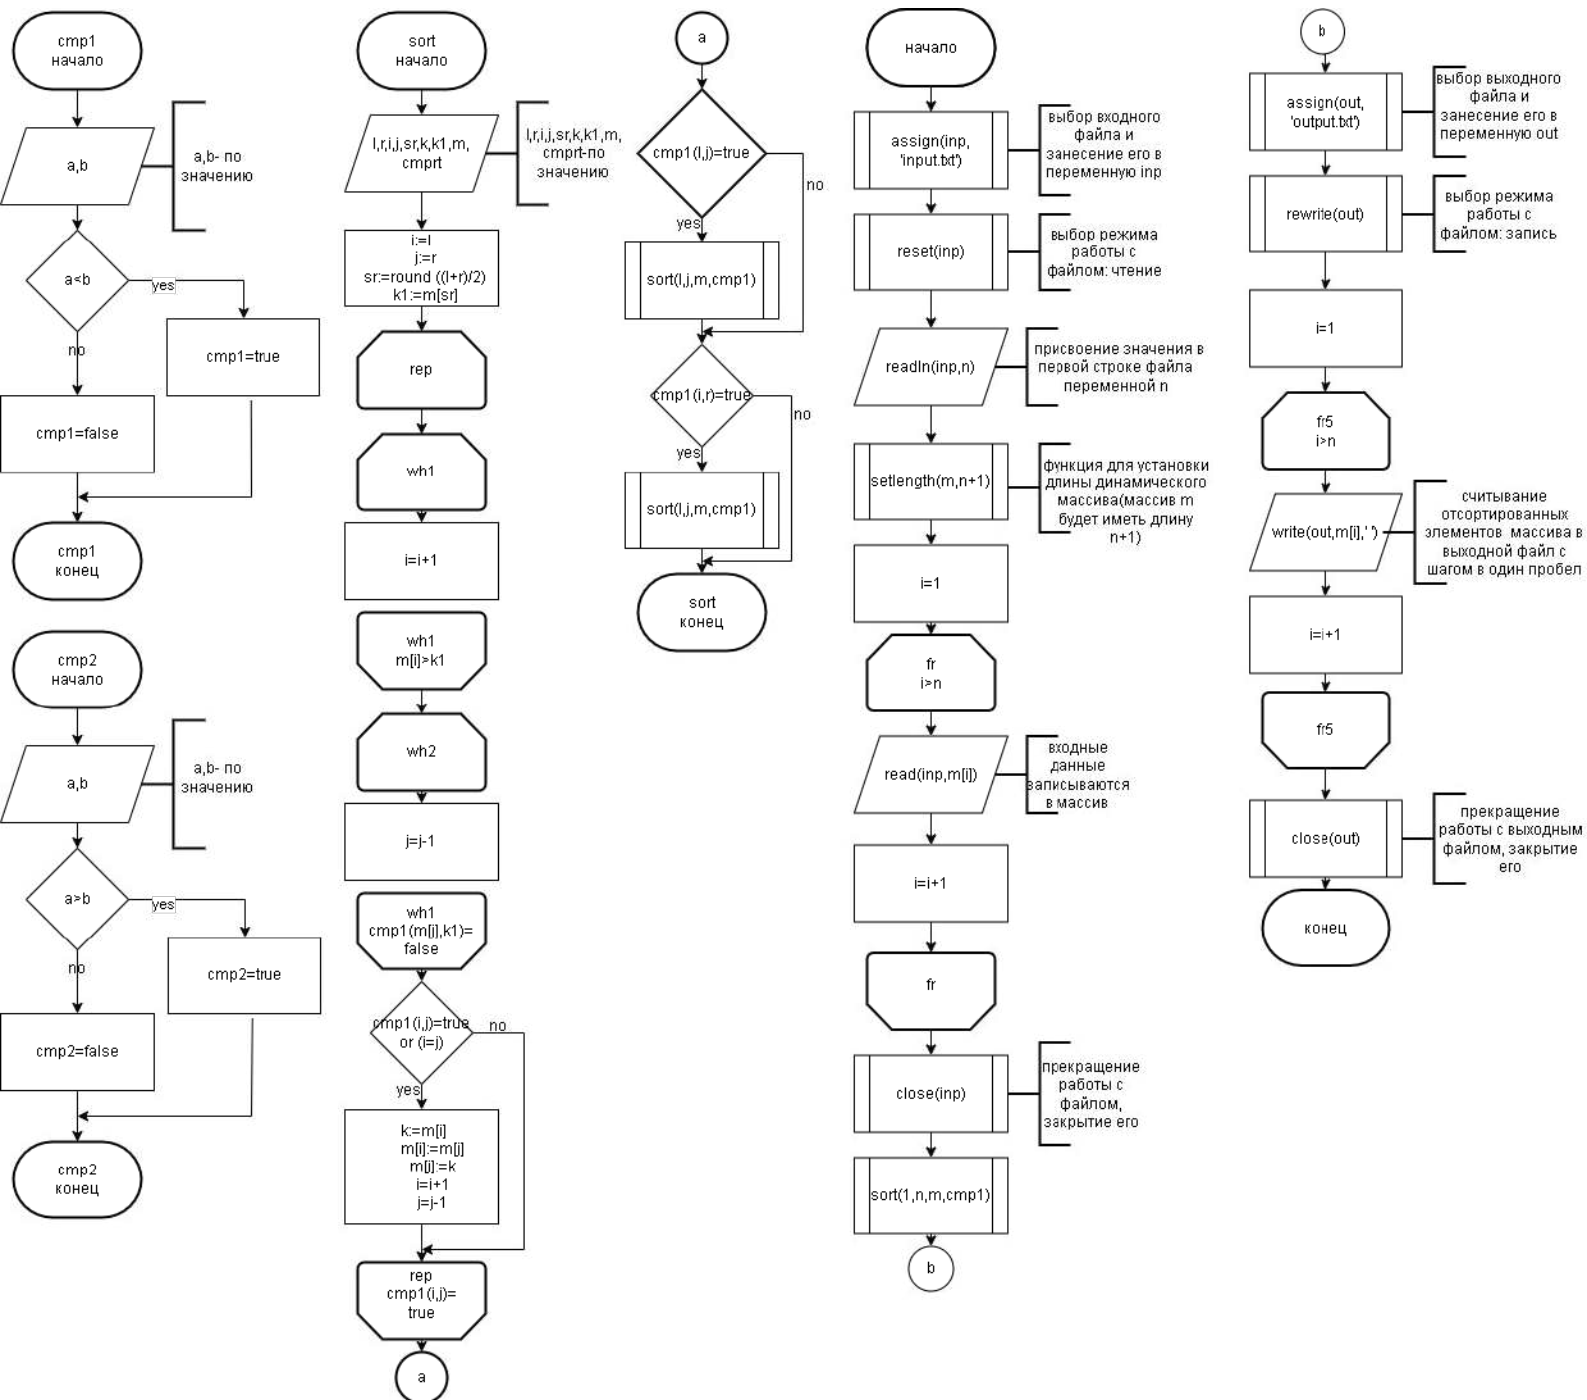 cmp1
начало
a,b
a,b- по
значению
a<b
yes
no
cmp1=true
cmp1=false
cmp1
конец
cmp2
начало
a,b
a,b- по
значению
a>b
yes
no
cmp2=true
cmp2=false
cmp2
конец
sort
начало
l,r,i,j,sr,k,k1,m,
cmprt
l,r,i,j,sr,k,k1,m,
cmprt-по
значению
i:=l
j:=r
sr:=round ((l+r)/2)
k1:=m[sr]
rep
wh1
i=i+1
wh1
m[i]>k1
wh2
j=j-1
wh1
cmp1(m[j],k1)=
false
cmp1(i,j)=true
or (i=j)
no
yes
k:=m[i]
m[i]:=m[j]
m[j]:=k
i=i+1
j=j-1
rep
cmp1(i,j)=
true
a
a
cmp1(l,j)=true
no
yes
sort(l,j,m,cmp1)
cmp1(i,r)=true
no
yes
sort(l,j,m,cmp1)
sort
конец
начало
assign(inp,
'input.txt')
выбор входного
файла и
занесение его в
переменную inp
reset(inp)
выбор режима
работы с
файлом: чтение
readln(inp,n)
присвоение значения в
первой строке файла
переменной n
setlength(m,n+1)
функция для установки
длины динамического
массива(массив m
будет иметь длину
n+1)
i=1
fr
i>n
read(inp,m[i])
входные
данные
записываются
в массив
i=i+1
fr
close(inp)
прекращение
работы с
файлом,
закрытие его
sort(1,n,m,cmp1)
b
b
assign(out,
'output.txt')
выбор выходного
файла и
занесение его в
переменную out
rewrite(out)
выбор режима
работы с
файлом: запись
i=1
fr5
i>n
write(out,m[i],' ')
считывание
отсортированных
элементов массива в
выходной файл с
шагом в один пробел
i=i+1
fr5
close(out)
прекращение
работы с выходным
файлом, закрытие
его
конец